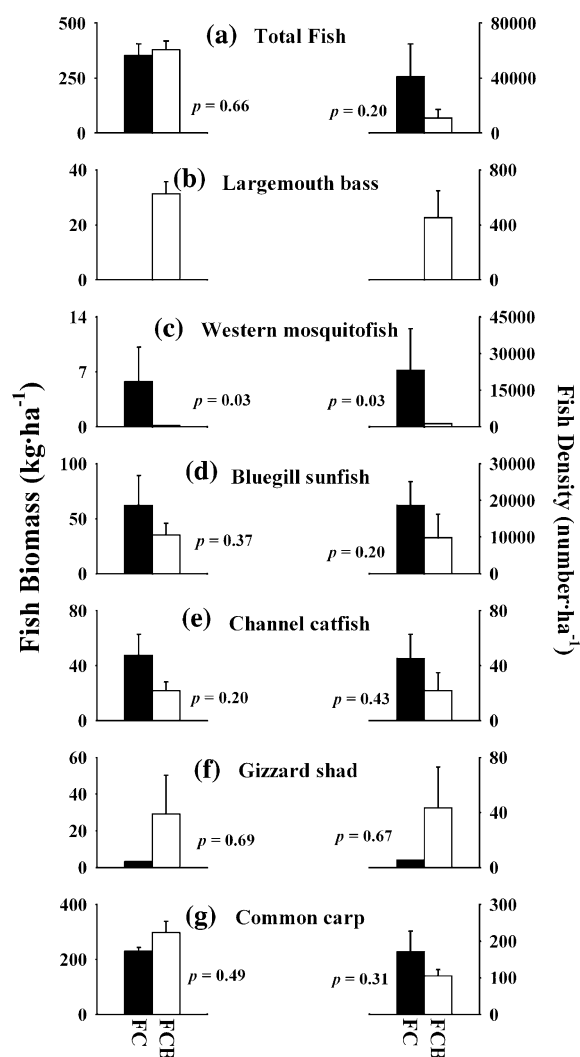 (a) Total Fish
500
250
0
p = 0.66
p = 0.20
80000
40000
0
(b) Largemouth bass
40
20
0
800
400
0
(c) Western mosquitofish
14
7
0
p = 0.03
p = 0.03
45000
30000
15000
0
(d) Bluegill sunfish
100
50
0
p = 0.37
p = 0.20
30000
20000
10000
0
(e) Channel catfish
80
40
0
p = 0.20
p = 0.43
80
40
0
(f) Gizzard shad
60
40
20
0
p = 0.69
p = 0.67
80
40
0
(g) Common carp
400
200
0
p = 0.49
p = 0.31
300
200
100
0
FC
FCB
FC
FCB
Fish Biomass (kg·ha⁻¹)
Fish Density (number·ha⁻¹)